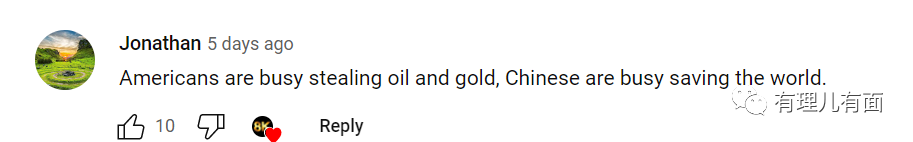 Jonathan 5 days ago
Americans are busy stealing oil and gold, Chinese are busy saving the world.
有理儿有面
10 8K Reply